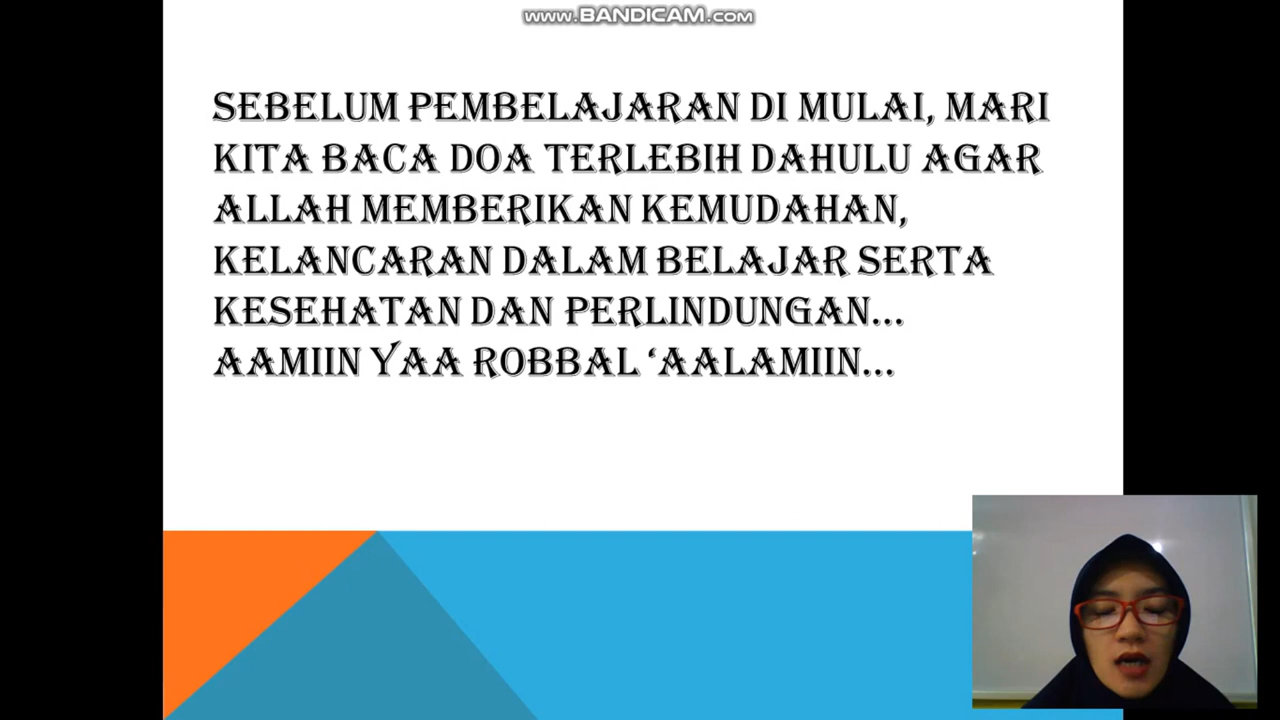 www.BANDICAM.com
SEBELUM PEMBELAJARAN DI MULAI, MARI
KITA BACA DOA TERLEBIH DAHULU AGAR
ALLAH MEMBERIKAN KEMUDAHAN,
KELANCARAN DALAM BELAJAR SERTA
KESEHATAN DAN PERLINDUNGAN...
AAMIIN YAA ROBBAL ‘AALAMIIN...